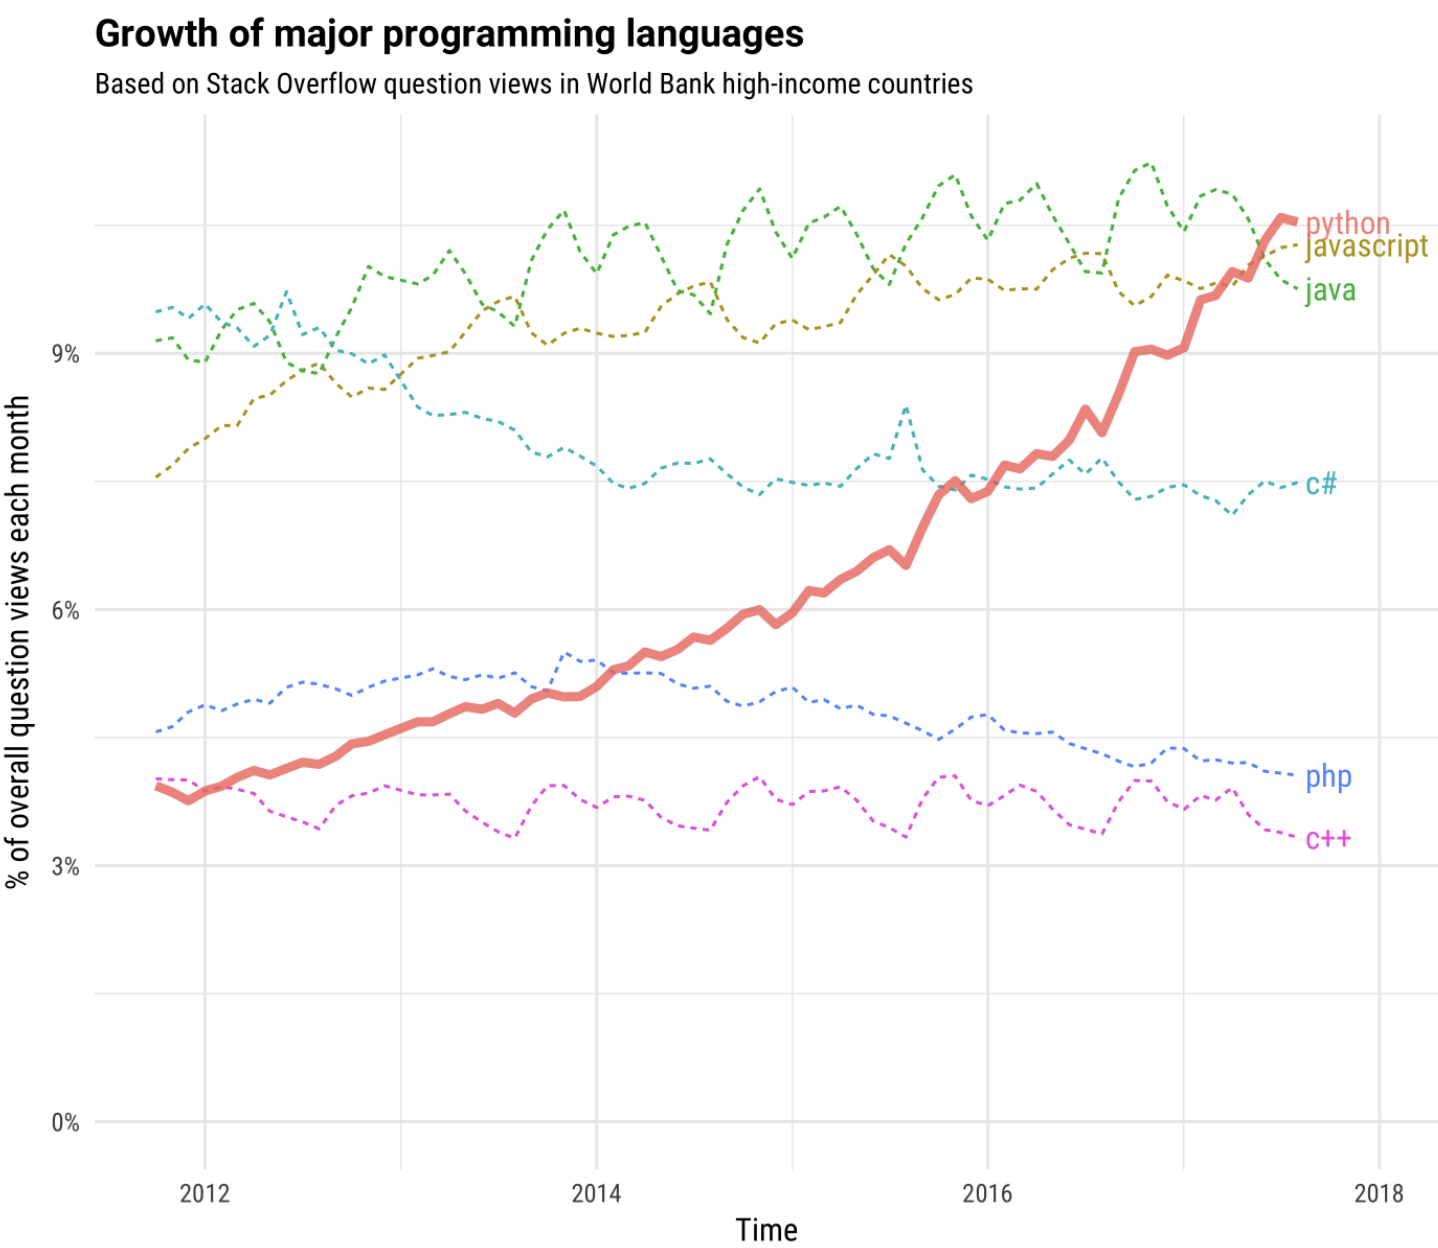 Growth of major programming languages
Based on Stack Overflow question views in World Bank high-income countries
% of overall question views each month
9%
6%
3%
0%
python
javascript
java
c#
php
c++
2012
2014
2016
2018
Time